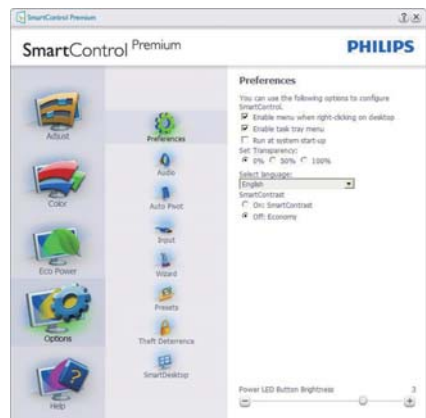 SmartControl Premium
SmartControl Premium
PHILIPS
Adjust
Color
Eco Power
Options
Help
Preferences
Audio
Auto Pivot
Input
Wizard
Presets
Theft Deterrence
SmartDesktop
Preferences
You can use the following options to configure
SmartControl.
Enable menu when right-clicking on desktop
Enable task tray menu
Run at system start-up
Set Transparency:
0% 50% 100%
Select language:
English
SmartContrast
On: SmartContrast
Off: Economy
Power LED Button Brightness 3